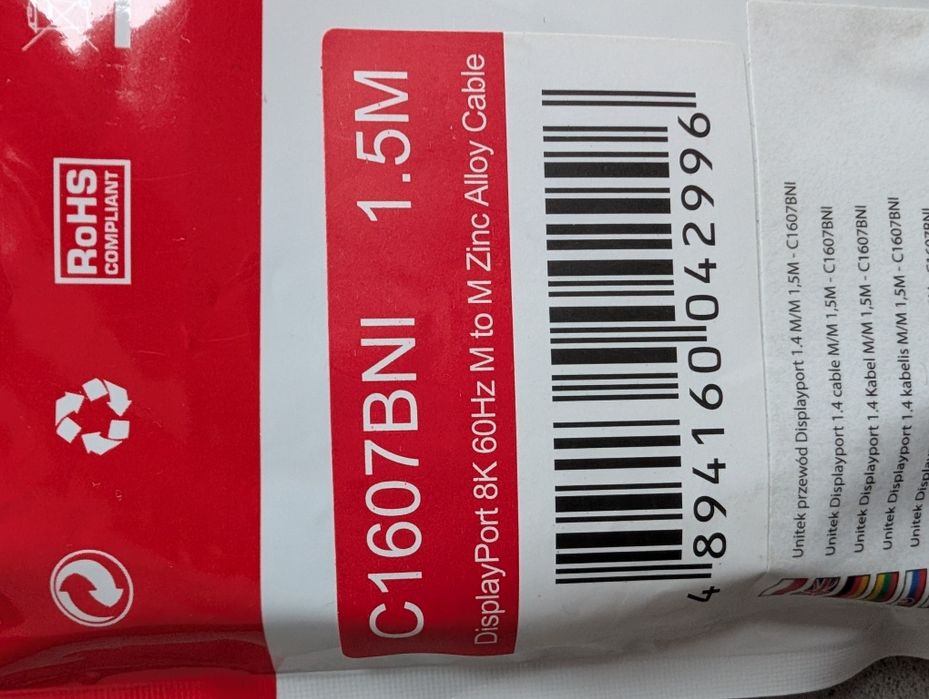 RoHS
COMPLIANT
C1607BNI 1.5M
DisplayPort 8K 60Hz M to M Zinc Alloy Cable
4 894160 042996
Unitek przewód Displayport 1.4 M/M 1,5M - C1607BNI
Unitek Displayport 1.4 cable M/M 1,5M - C1607BNI
Unitek Displayport 1.4 Kabel M/M 1,5M - C1607BNI
Unitek Displayport 1.4 kabelis M/M 1,5M - C1607BNI
Unitek